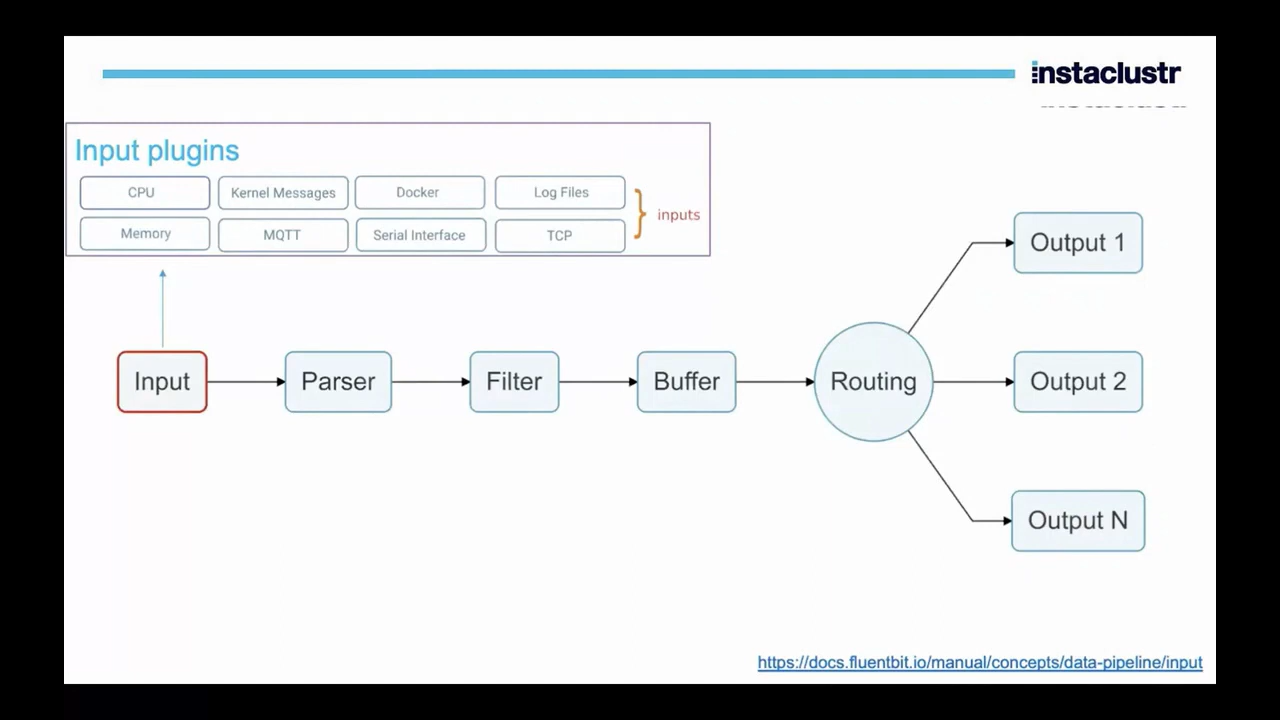 instaclustr
Input plugins
CPU
Kernel Messages
Docker
Log Files
Memory
MQTT
Serial Interface
TCP
inputs
Input
Parser
Filter
Buffer
Routing
Output 1
Output 2
Output N
https://docs.fluentbit.io/manual/concepts/data-pipeline/input